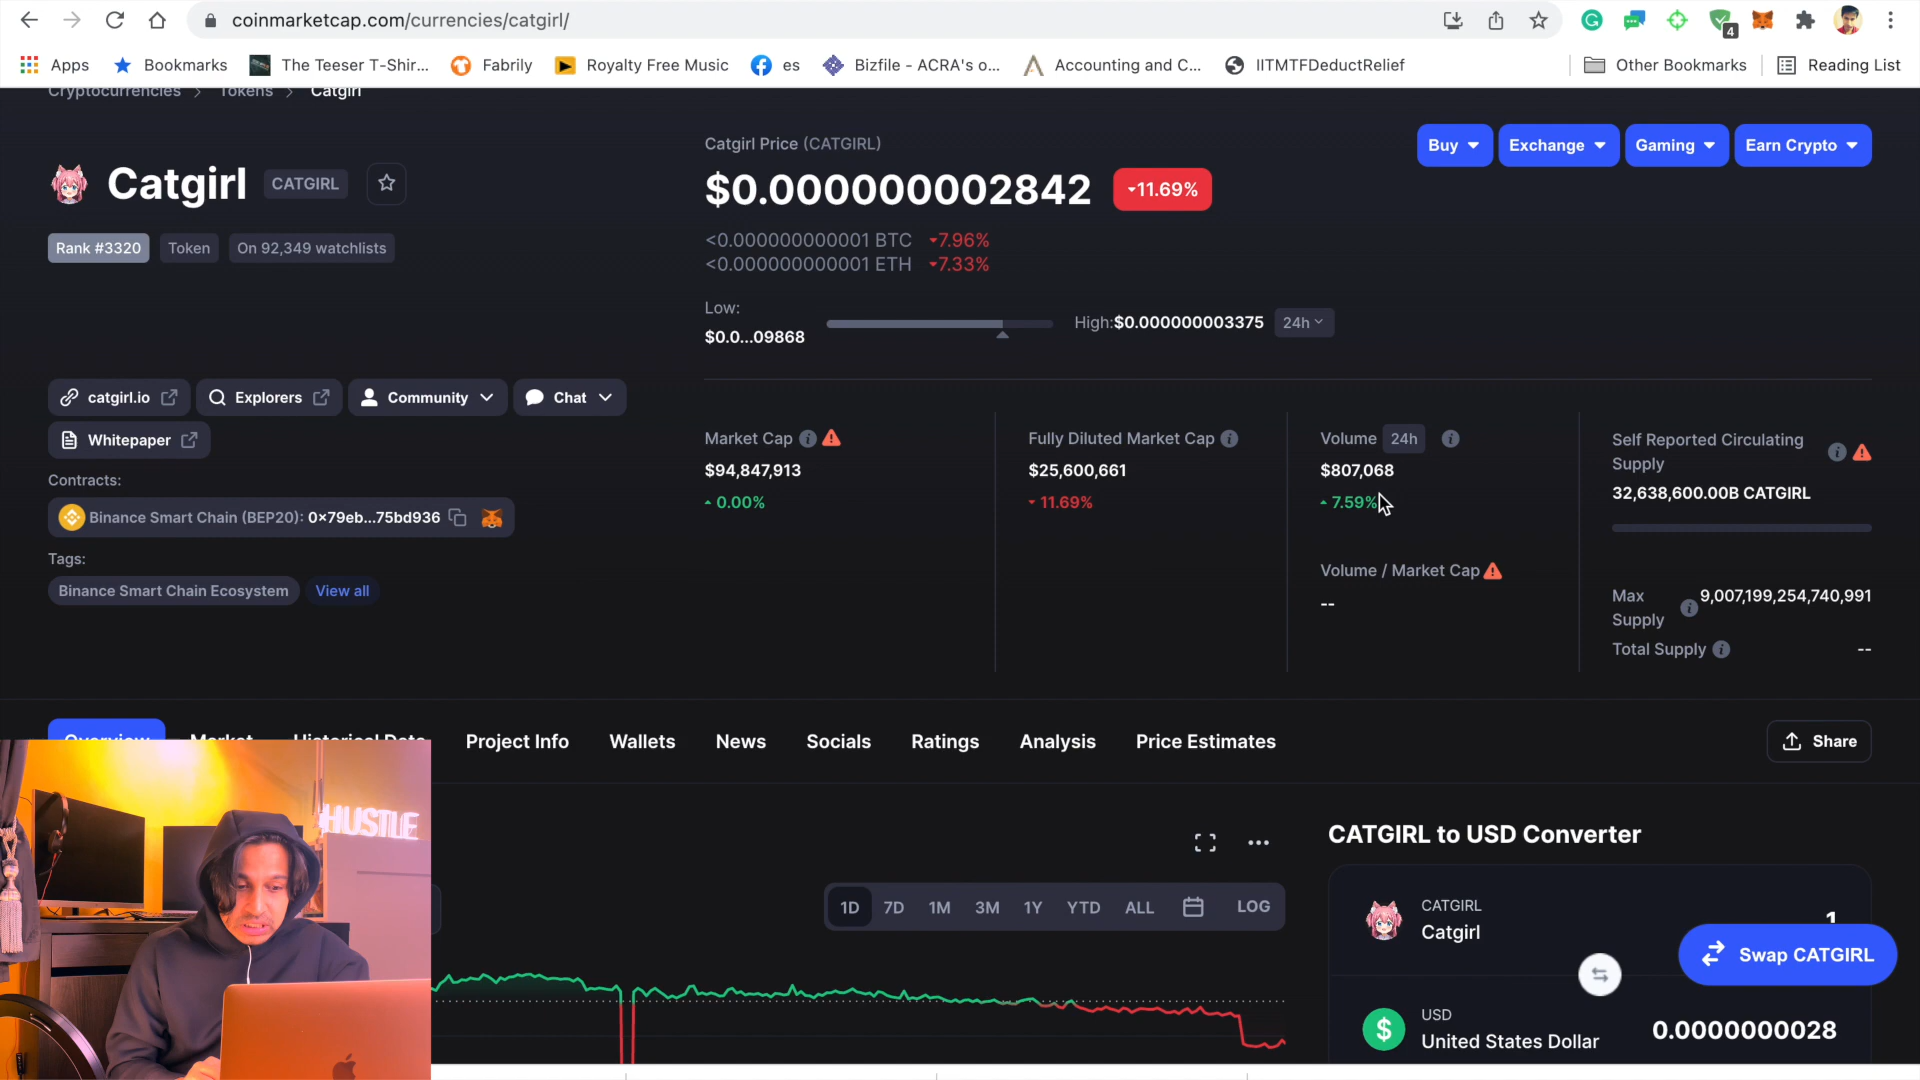 coinmarketcap.com/currencies/catgirl/
4
Apps
Bookmarks
The Teeser T-Shir...
Fabrily
Royalty Free Music
es
Bizfile - ACRA's o...
Accounting and C...
IITMTFDeductRelief
Other Bookmarks
Reading List
Cryptocurrencies > Tokens > Catgirl
Catgirl CATGIRL
Rank #3320 Token On 92,349 watchlists
catgirl.io Explorers Community Chat
Whitepaper
Contracts:
Binance Smart Chain (BEP20): 0x79eb...75bd936
Tags:
Binance Smart Chain Ecosystem View all
Catgirl Price (CATGIRL)
$0.000000002842 11.69%
<0.000000000001 BTC 7.96%
<0.000000000001 ETH 7.33%
Low:
$0.0...09868
High:$0.000000003375 24h
Buy Exchange Gaming Earn Crypto
Market Cap
$94,847,913
0.00%
Fully Diluted Market Cap
$25,600,661
11.69%
Volume 24h
$807,068
7.59%
Volume / Market Cap
--
Self Reported Circulating
Supply
32,638,600.00B CATGIRL
Max
Supply
9,007,199,254,740,991
Total Supply --
Overview Market Historical Data Project Info Wallets News Socials Ratings Analysis Price Estimates
Share
HUSTLE
1D 7D 1M 3M 1Y YTD ALL LOG
CATGIRL to USD Converter
CATGIRL
Catgirl
1
Swap CATGIRL
USD
United States Dollar
0.0000000028